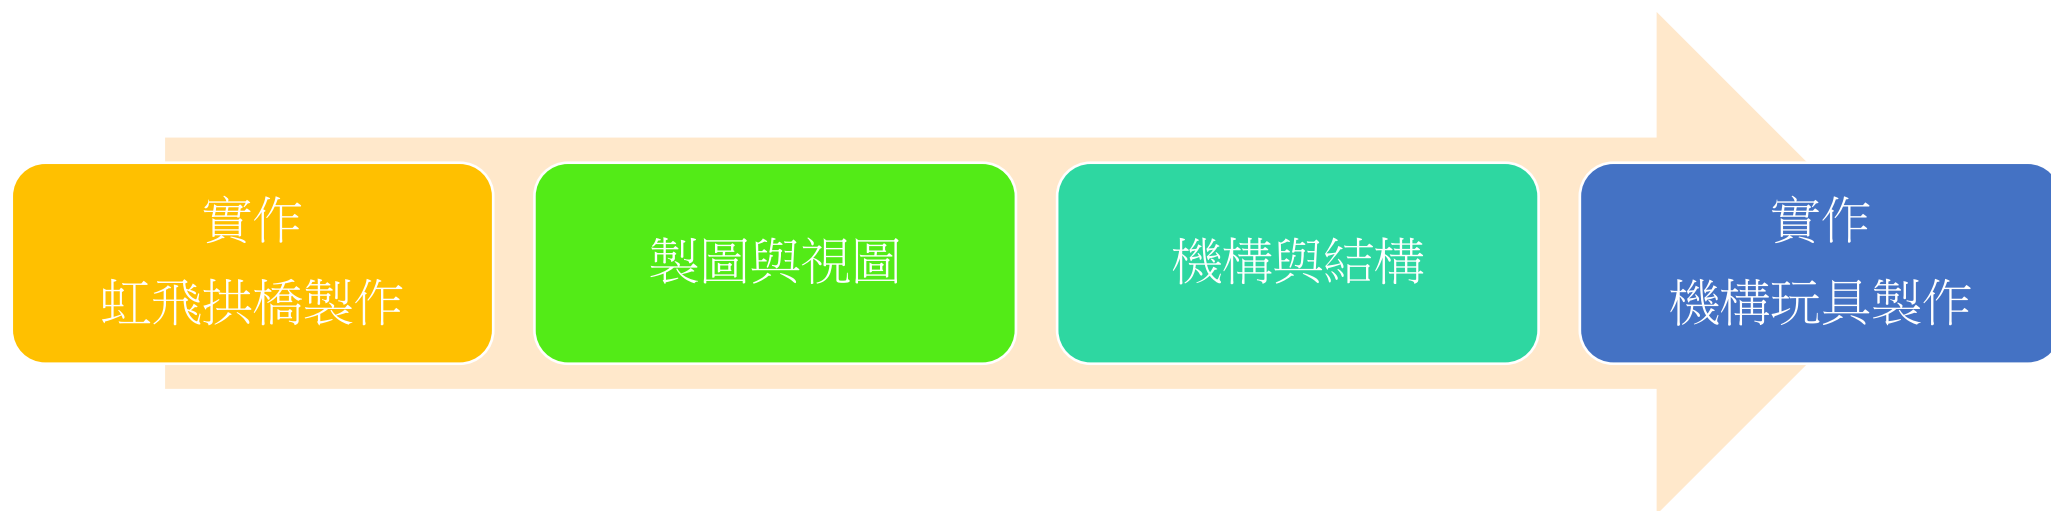 實作
虹飛拱橋製作
製圖與視圖
機構與結構
實作
機構玩具製作